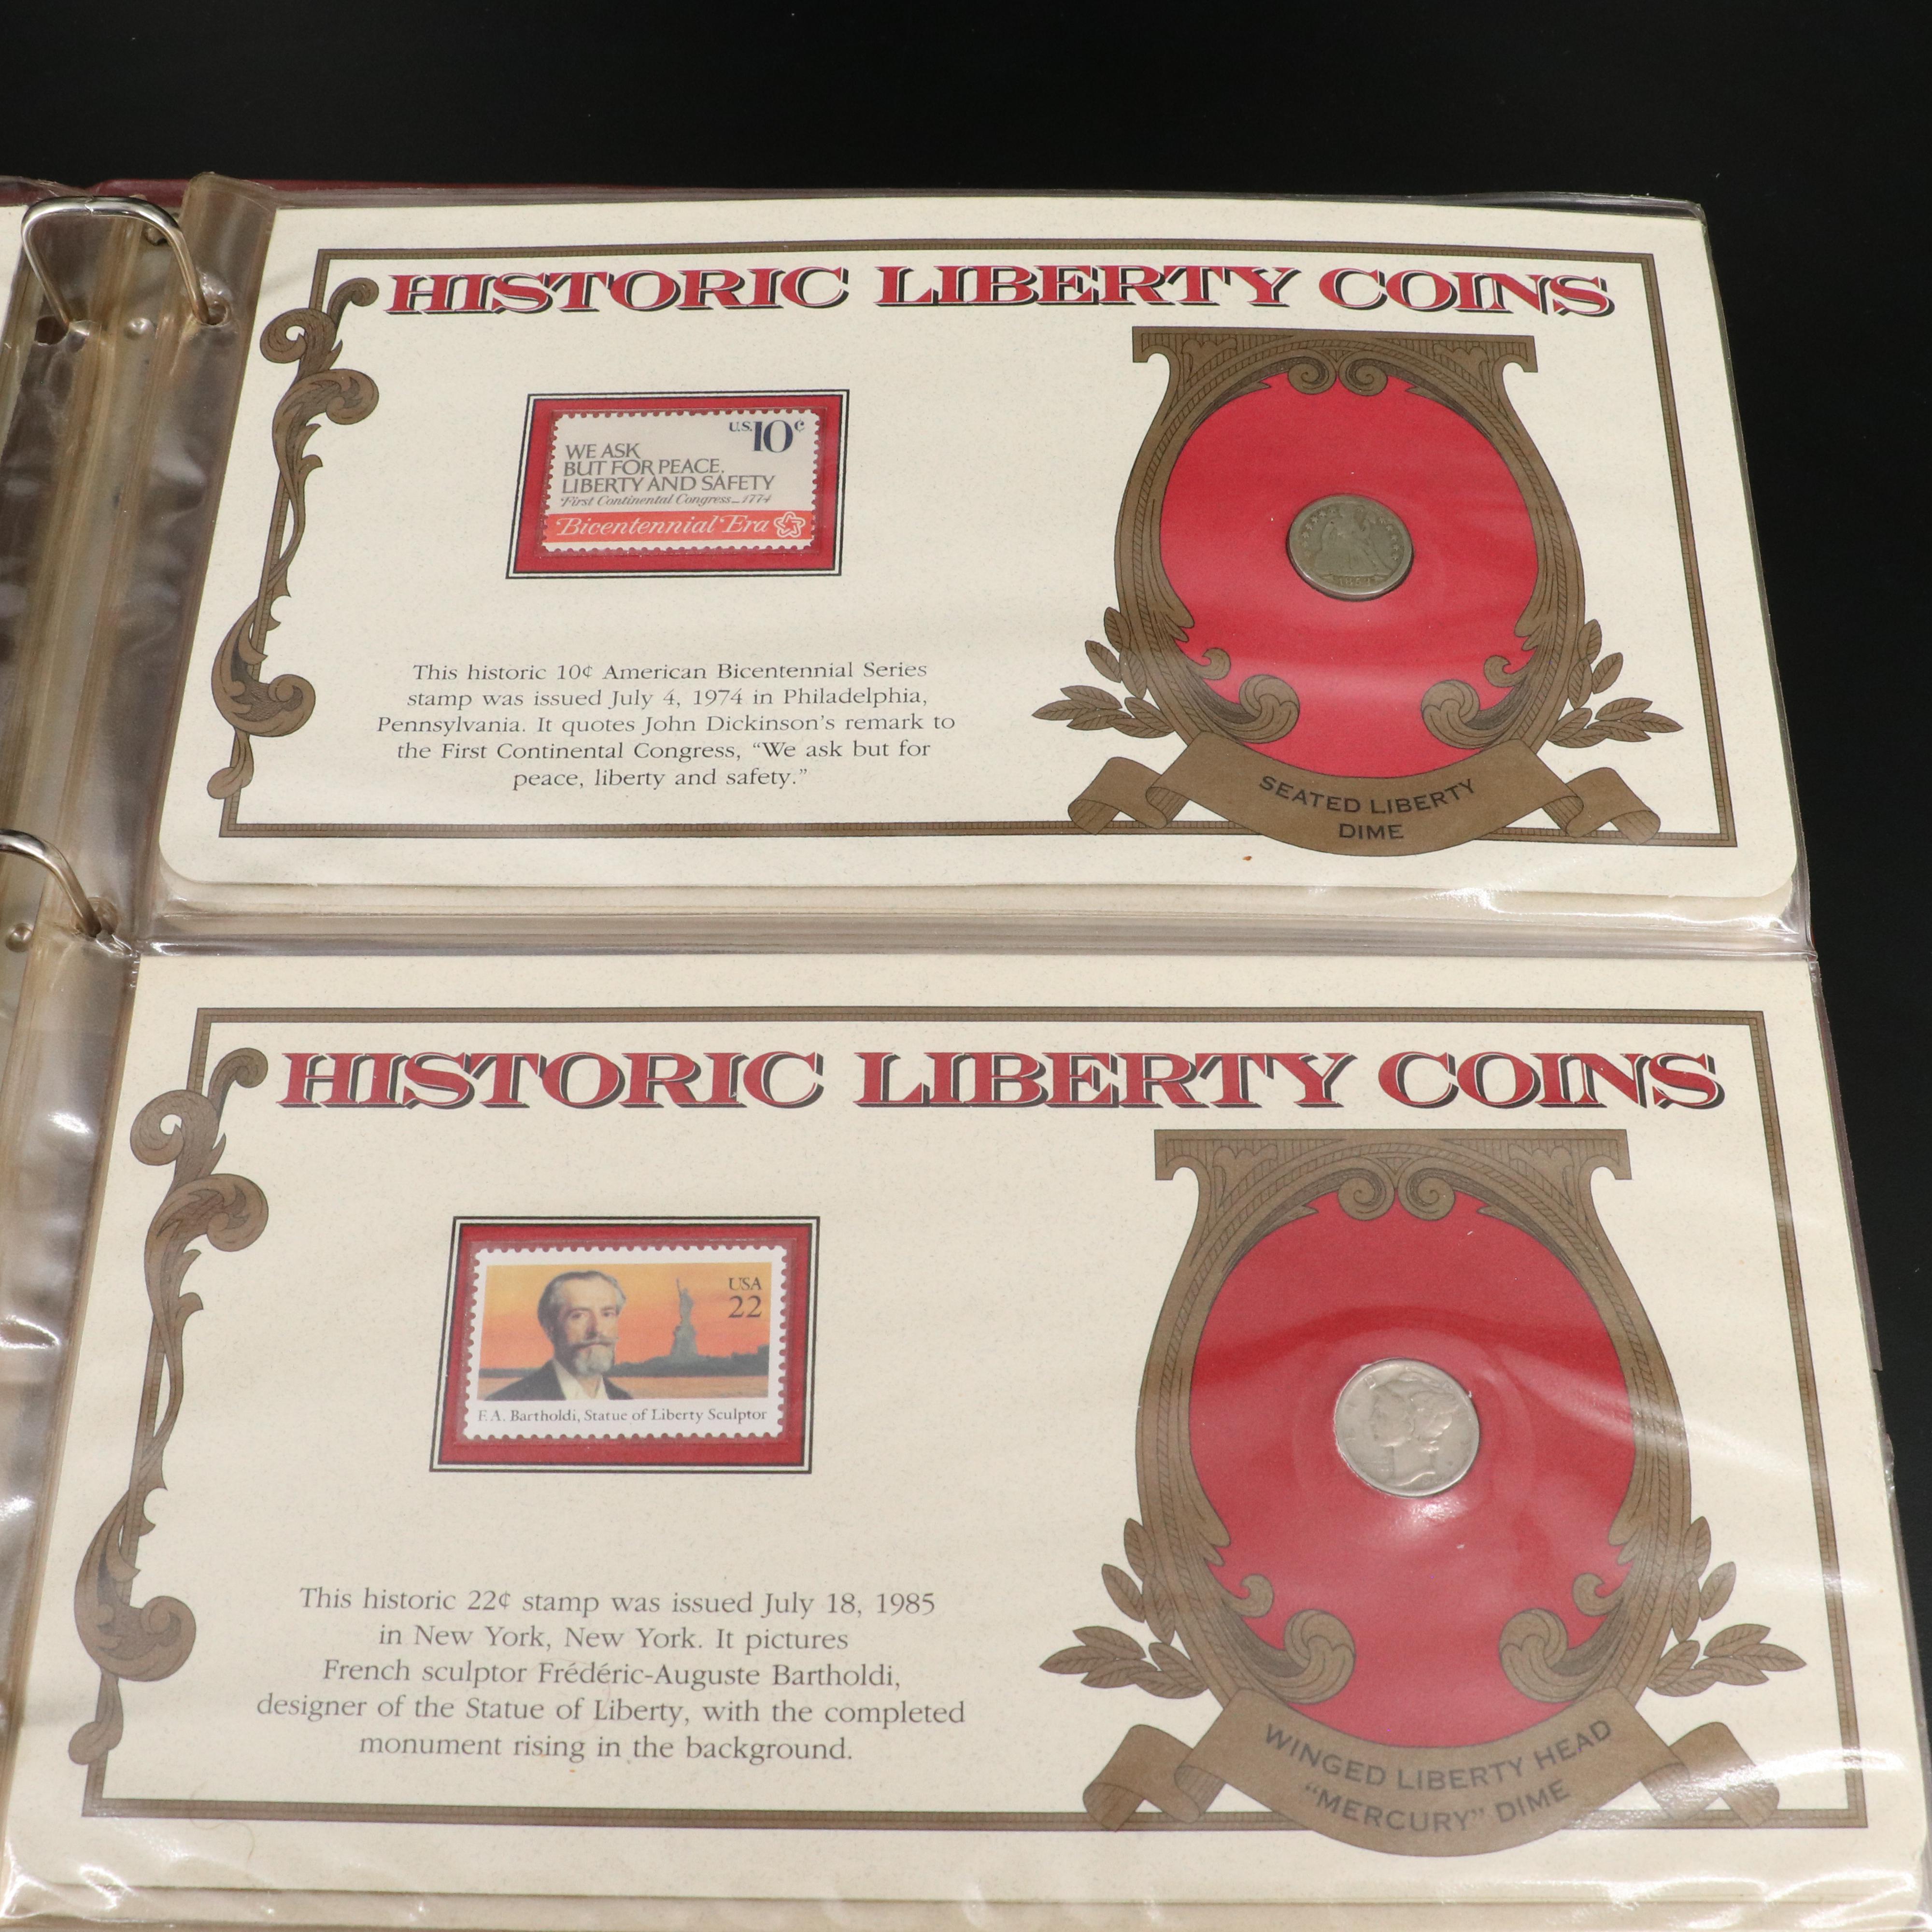 HISTORIC LIBERTY COINS
U.S. 10¢
WE ASK
BUT FOR PEACE,
LIBERTY AND SAFETY
First Continental Congress—1774
Bicentennial Era
This historic 10¢ American Bicentennial Series
stamp was issued July 4, 1974 in Philadelphia,
Pennsylvania. It quotes John Dickinson's remark to
the First Continental Congress, “We ask but for
peace, liberty and safety.”
SEATED LIBERTY
DIME
HISTORIC LIBERTY COINS
USA
22
F.A. Bartholdi, Statue of Liberty Sculptor
This historic 22¢ stamp was issued July 18, 1985
in New York, New York. It pictures
French sculptor Frédéric-Auguste Bartholdi,
designer of the Statue of Liberty, with the completed
monument rising in the background.
WINGED LIBERTY HEAD
“MERCURY” DIME